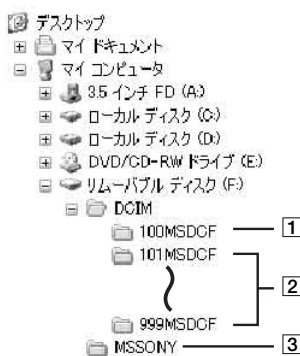 デスクトップ
マイ ドキュメント
マイ コンピュータ
3.5 インチ FD (A:)
ローカル ディスク (C:)
ローカル ディスク (D:)
DVD/CD-RW ドライブ (E:)
リムーバブル ディスク (F:)
DCIM
100MSDCF 1
101MSDCF
2
999MSDCF
MSSONY 3